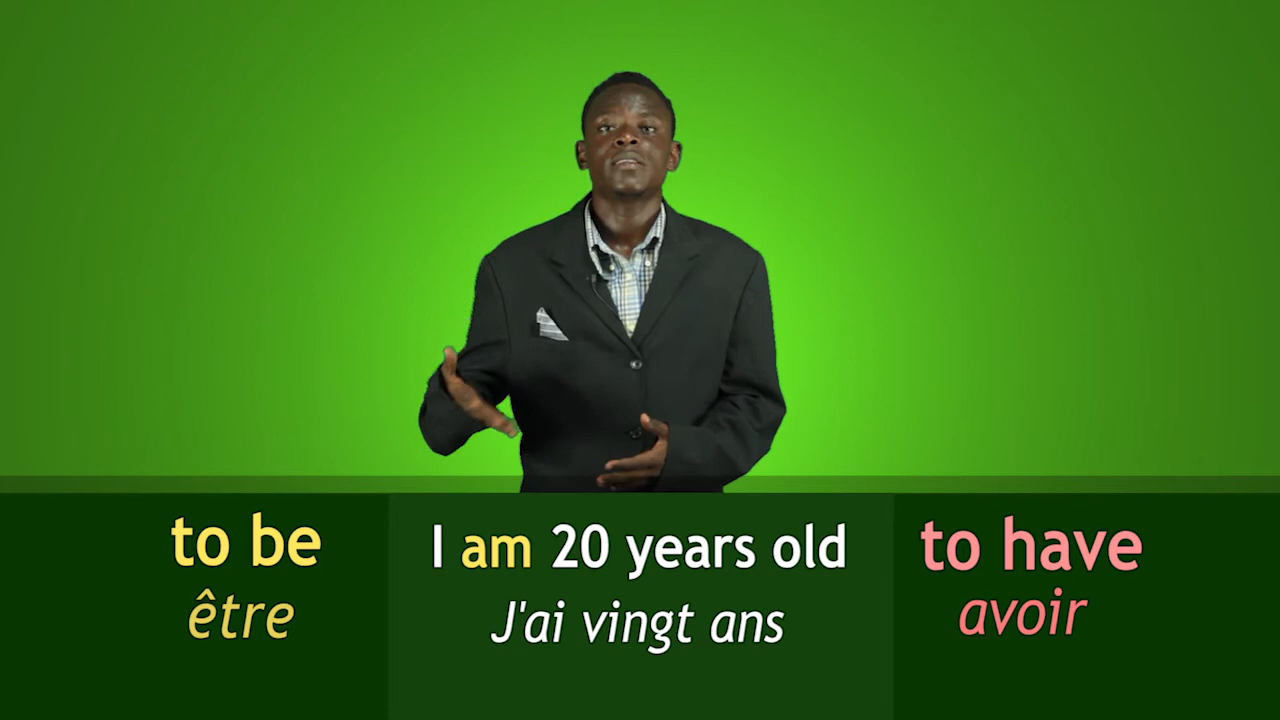 to be
être
I am 20 years old
J'ai vingt ans
to have
avoir